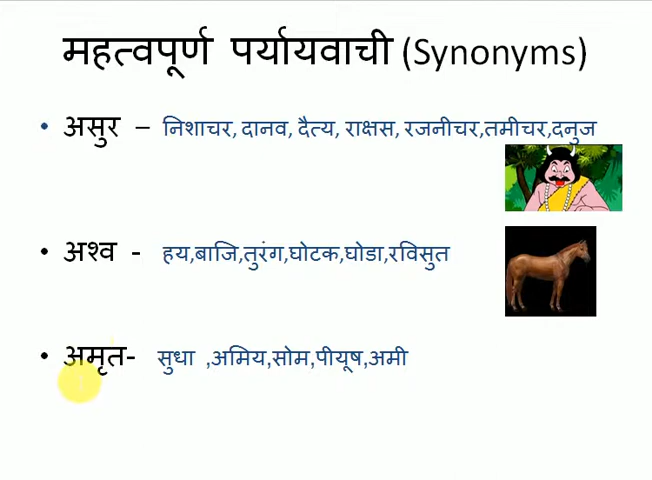 महत्वपूर्ण पर्यायवाची (Synonyms)
• असुर – निशाचर, दानव, दैत्य, राक्षस, रजनीचर,तमीचर,दनुज
• अश्व - हय,बाजि,तुरंग,घोटक,घोडा,रविसुत
• अमृत- सुधा ,अमिय,सोम,पीयूष,अमी